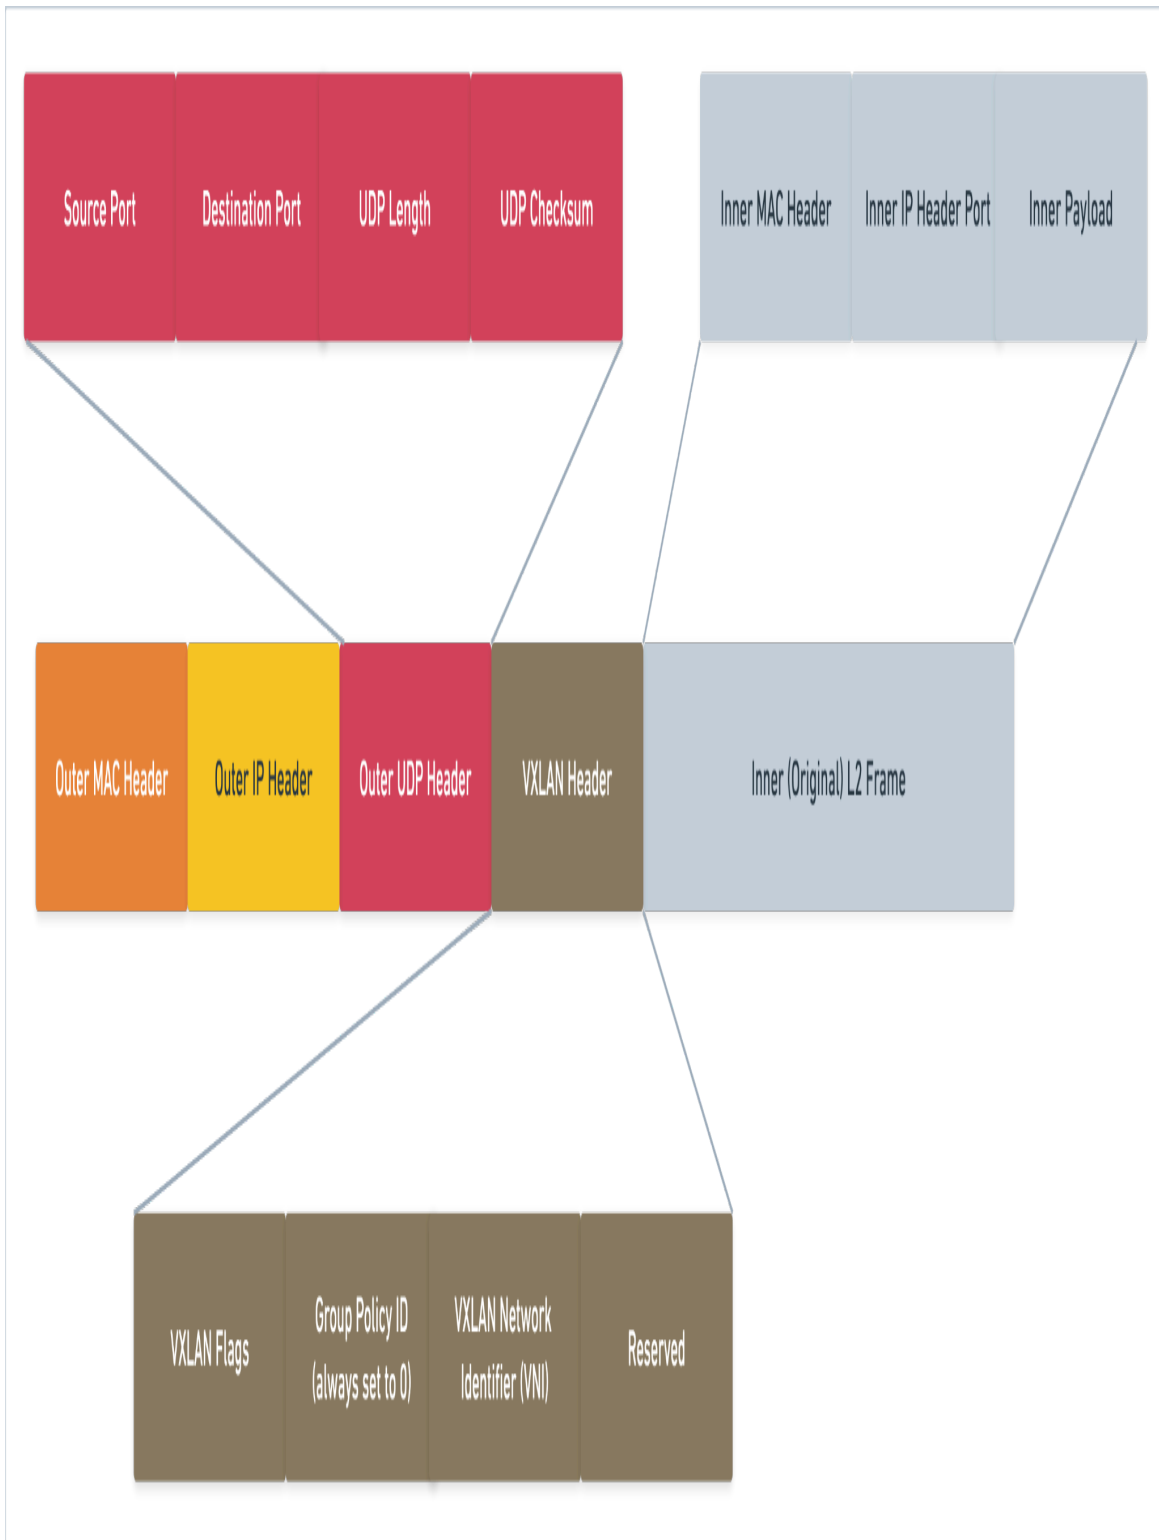 Source Port
Destination Port
UDP Length
UDP Checksum
Inner MAC Header
Inner IP Header Port
Inner Payload
Outer MAC Header
Outer IP Header
Outer UDP Header
VXLAN Header
Inner (Original) L2 Frame
VXLAN Flags
Group Policy ID
(always set to 0)
VXLAN Network
Identifier (VNI)
Reserved